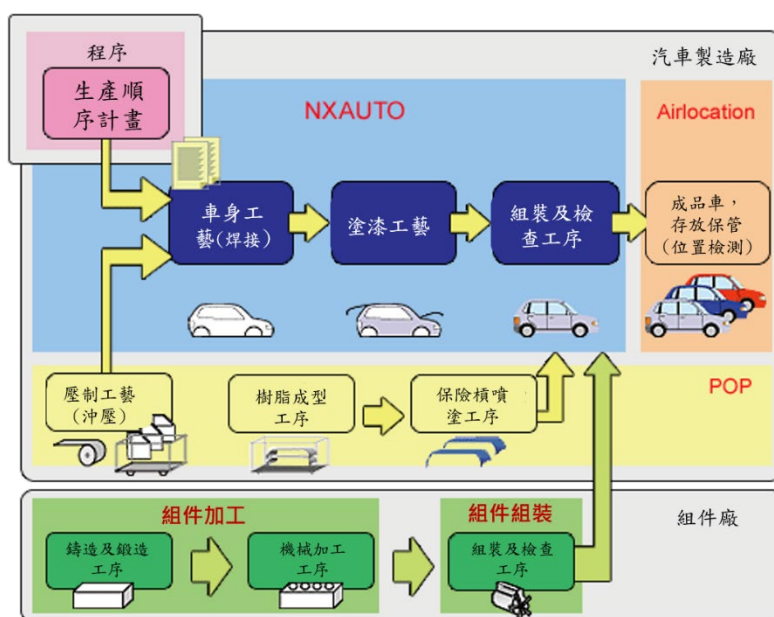 程序
生產順
序計畫
汽車製造廠
NXAUTO
Airlocation
車身工
藝(焊接)
塗漆工藝
組裝及檢
查工序
成品車，
存放保管
(位置檢測)
壓制工藝
(沖壓)
樹脂成型
工序
保險槓噴
塗工序
POP
組件加工
組件組裝
組件廠
鑄造及鍛造
工序
機械加工
工序
組裝及檢查
工序